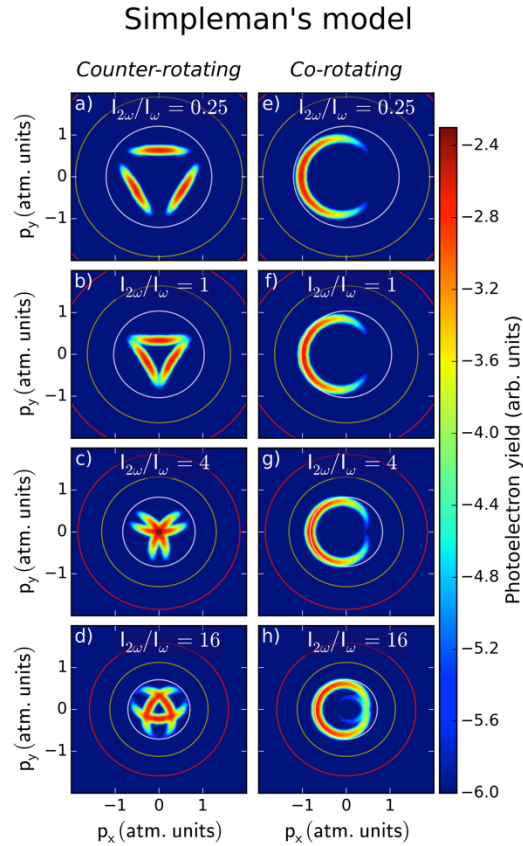 Simpleman's model
Counter-rotating Co-rotating
a) I2ω/Iω = 0.25 e) I2ω/Iω = 0.25
1
0
−1
py (atm. units)
b) I2ω/Iω = 1 f) I2ω/Iω = 1
1
0
−1
py (atm. units)
c) I2ω/Iω = 4 g) I2ω/Iω = 4
1
0
−1
py (atm. units)
d) I2ω/Iω = 16 h) I2ω/Iω = 16
1
0
−1
py (atm. units)
−1 0 1 −1 0 1
px (atm. units) px (atm. units)
−2.4
−2.8
−3.2
−3.6
−4.0
−4.4
−4.8
−5.2
−5.6
−6.0
Photoelectron yield (arb. units)